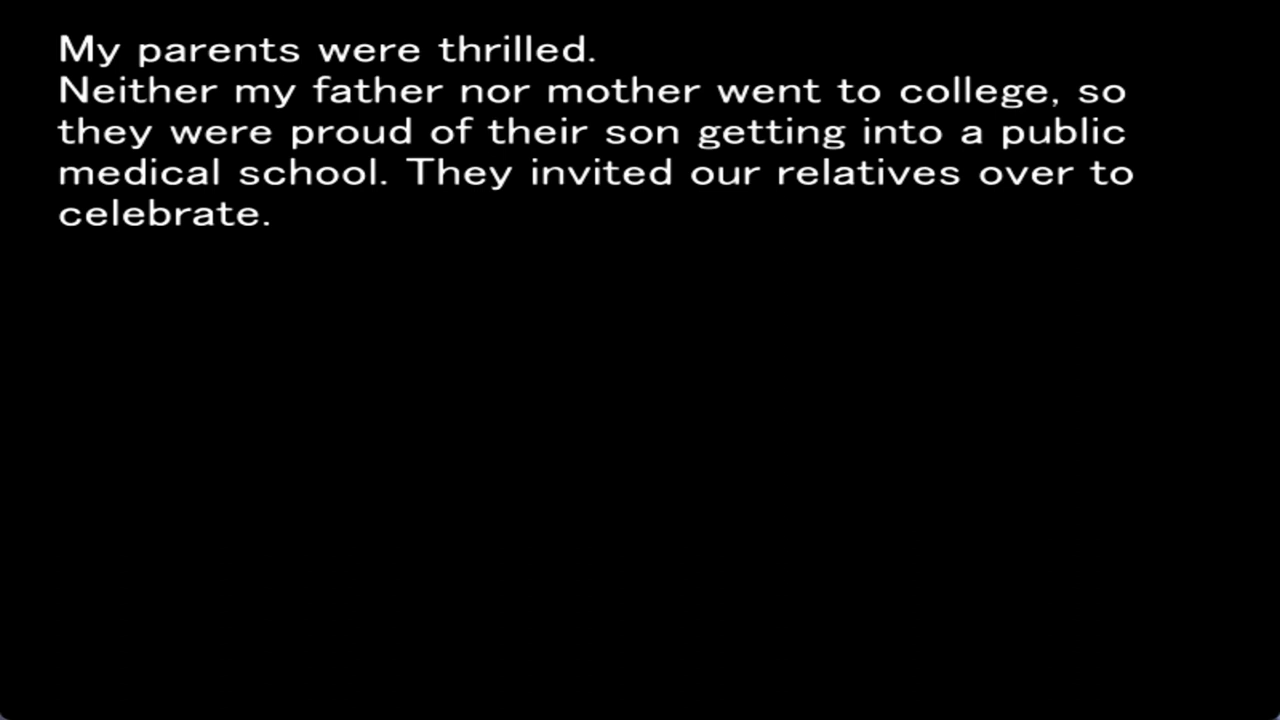 My parents were thrilled.
Neither my father nor mother went to college, so
they were proud of their son getting into a public
medical school. They invited our relatives over to
celebrate.